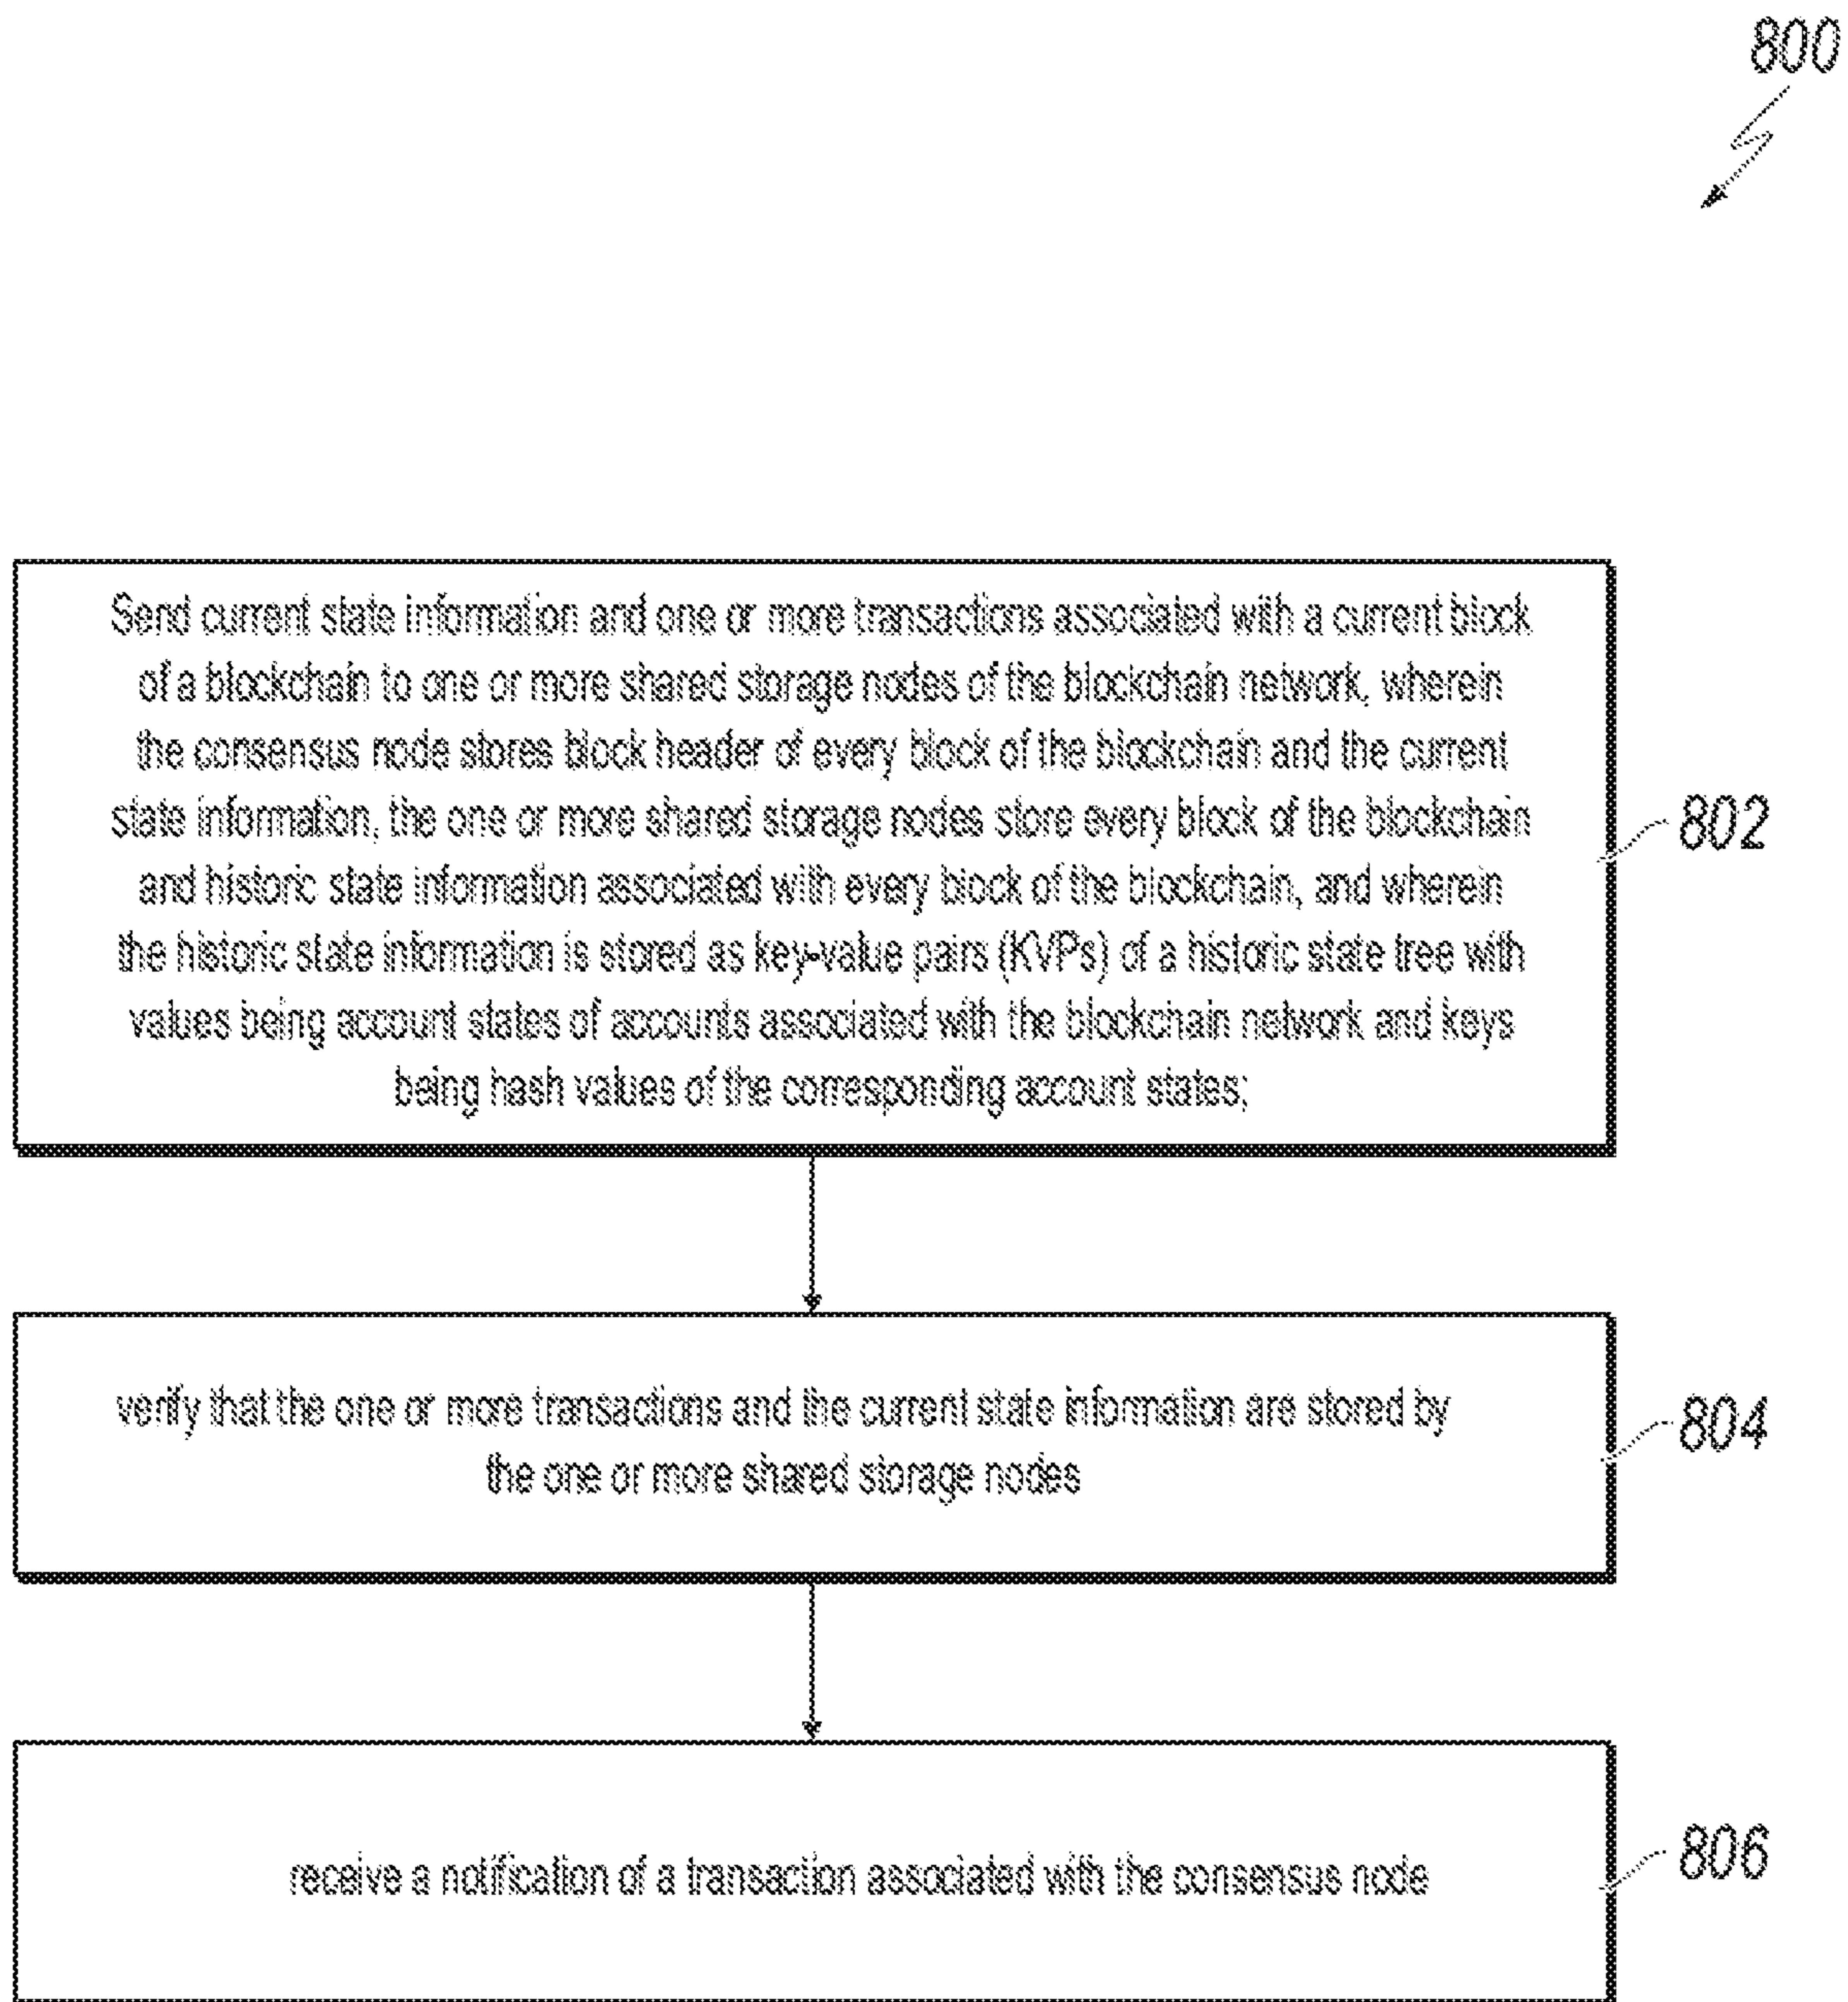 800
Send current state information and one or more transactions associated with a current block
of a blockchain to one or more shared storage nodes of the blockchain network, wherein
the consensus node stores block header of every block of the blockchain and the current
state information, the one or more shared storage nodes store every block of the blockchain
and historic state information associated with every block of the blockchain, and wherein
the historic state information is stored as key-value pairs (KVPs) of a historic state tree with
values being account states of accounts associated with the blockchain network and keys
being hash values of the corresponding account states;
802
verify that the one or more transactions and the current state information are stored by
the one or more shared storage nodes
804
receive a notification of a transaction associated with the consensus node
806